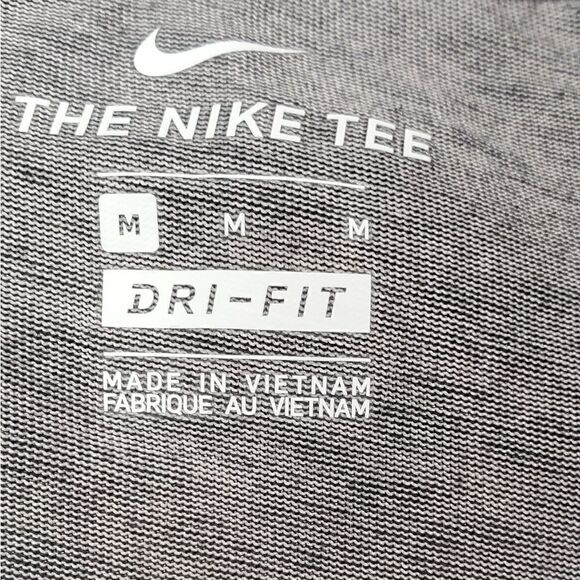 THE NIKE TEE
M M M
DRI-FIT
MADE IN VIETNAM
FABRIQUE AU VIETNAM